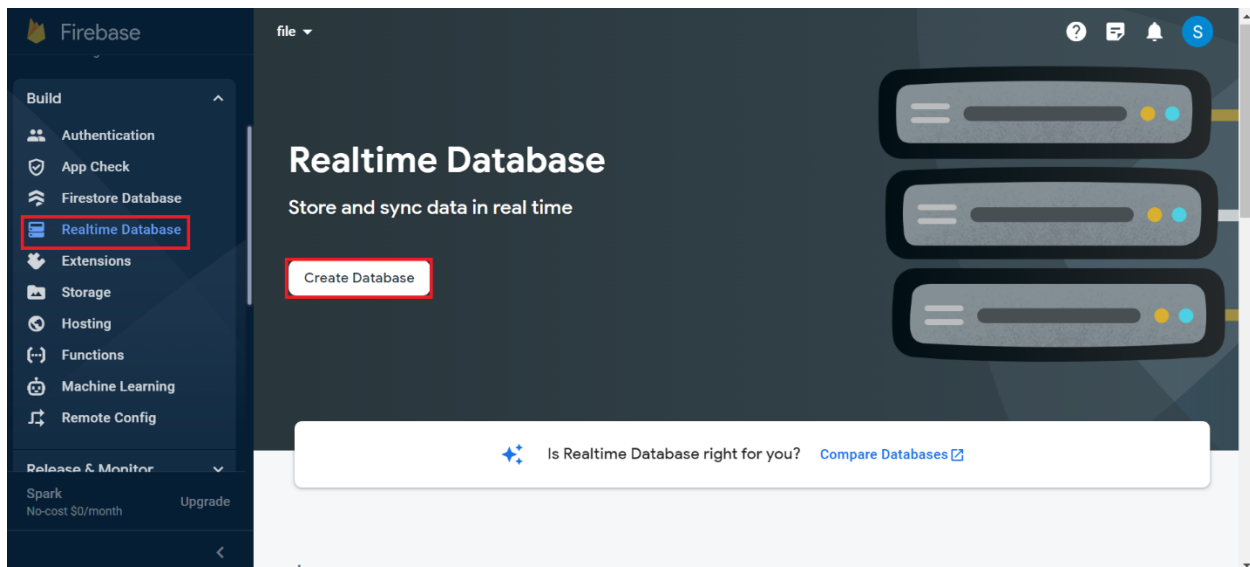 Firebase
file
S
Build
Authentication
App Check
Firestore Database
Realtime Database
Extensions
Storage
Hosting
Functions
Machine Learning
Remote Config
Release & Monitor
Spark
No-cost $0/month
Upgrade
Realtime Database
Store and sync data in real time
Create Database
Is Realtime Database right for you? Compare Databases